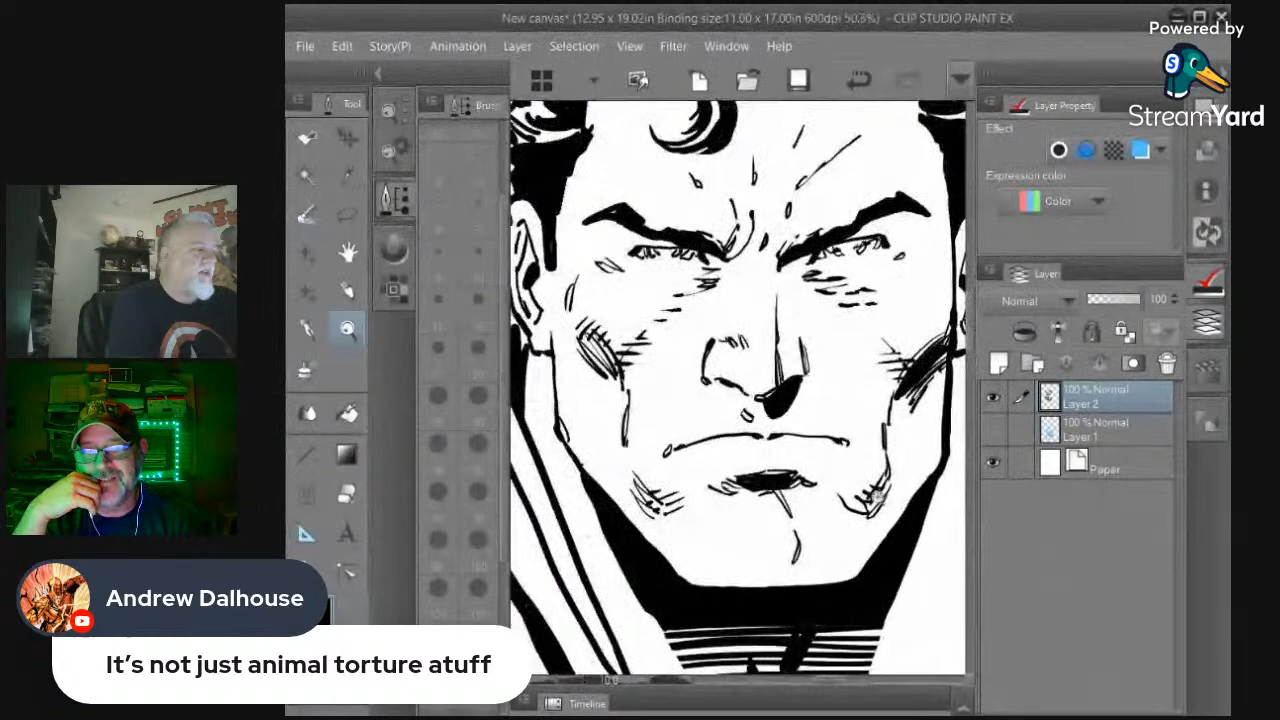 New canvas* (12.95 x 19.02in Binding size:11.00 x 17.00in 600dpi 50.8%) - CLIP STUDIO PAINT EX
Powered by
StreamYard
File Edit Story(P) Animation Layer Selection View Filter Window Help
Tool
Brus
Layer Property
Effect
Expression color
Color
Layer
Normal
100
100 % Normal
Layer 2
100 % Normal
Layer 1
Paper
Timeline
Andrew Dalhouse
It's not just animal torture atuff